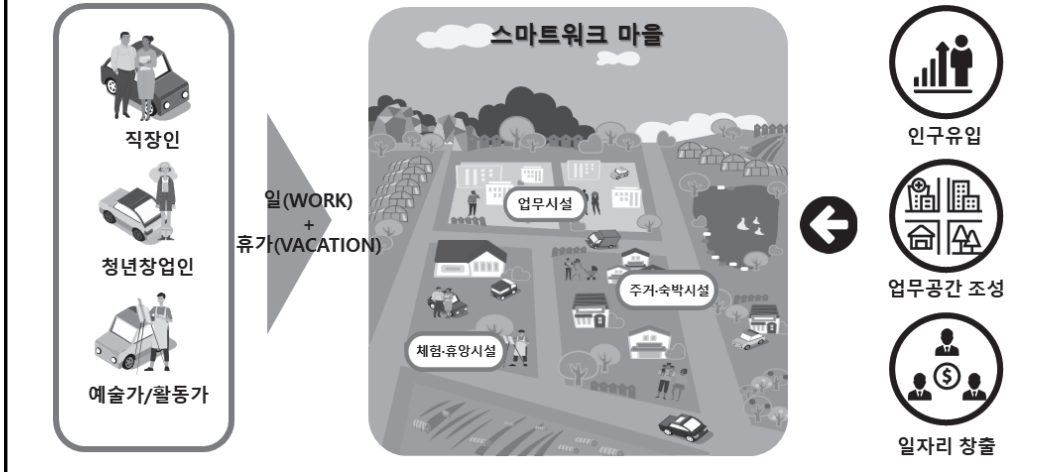 직장인
청년창업인
예술가/활동가
일(WORK)
+
휴가(VACATION)
스마트워크 마을
업무시설
주거·숙박시설
체험·휴양시설
인구유입
업무공간 조성
일자리 창출